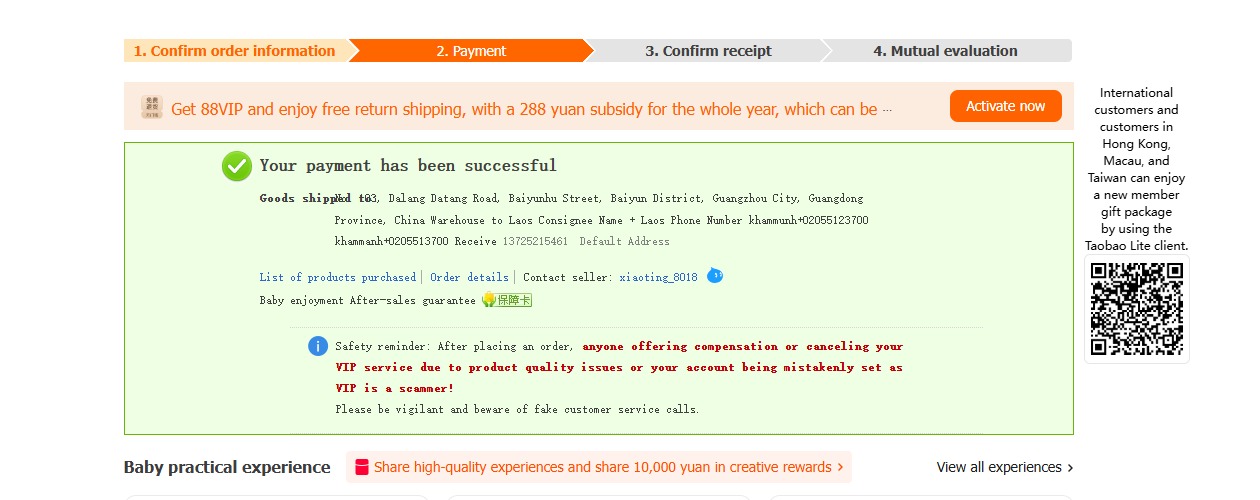 1. Confirm order information
2. Payment
3. Confirm receipt
4. Mutual evaluation
Get 88VIP and enjoy free return shipping, with a 288 yuan subsidy for the whole year, which can be ...
Activate now
International
customers and
customers in
Hong Kong,
Macau, and
Taiwan can enjoy
a new member
gift package
by using the
Taobao Lite client.
Your payment has been successful
Goods shipped to 103, Dalang Datang Road, Baiyunhu Street, Baiyun District, Guangzhou City, Guangdong
Province, China Warehouse to Laos Consignee Name + Laos Phone Number khammunh+02055123700
khammanh+0205513700 Receive 13725215461 Default Address
List of products purchased | Order details | Contact seller: xiaoting_8018
Baby enjoyment After-sales guarantee 保障卡
Safety reminder: After placing an order, anyone offering compensation or canceling your
VIP service due to product quality issues or your account being mistakenly set as
VIP is a scammer!
Please be vigilant and beware of fake customer service calls.
Baby practical experience
Share high-quality experiences and share 10,000 yuan in creative rewards >
View all experiences >